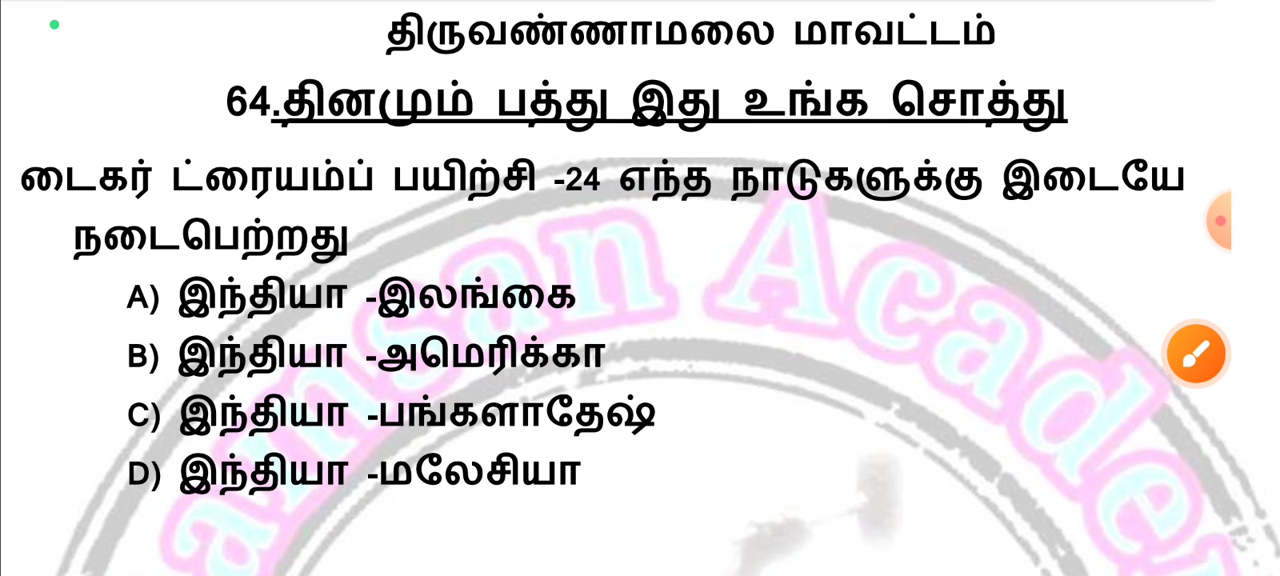 திருவண்ணாமலை மாவட்டம்
64.தினமும் பத்து இது உங்க சொத்து
டைகர் ட்ரையம்ப் பயிற்சி -24 எந்த நாடுகளுக்கு இடையே
நடைபெற்றது
A) இந்தியா -இலங்கை
B) இந்தியா -அமெரிக்கா
C) இந்தியா -பங்களாதேஷ்
D) இந்தியா -மலேசியா